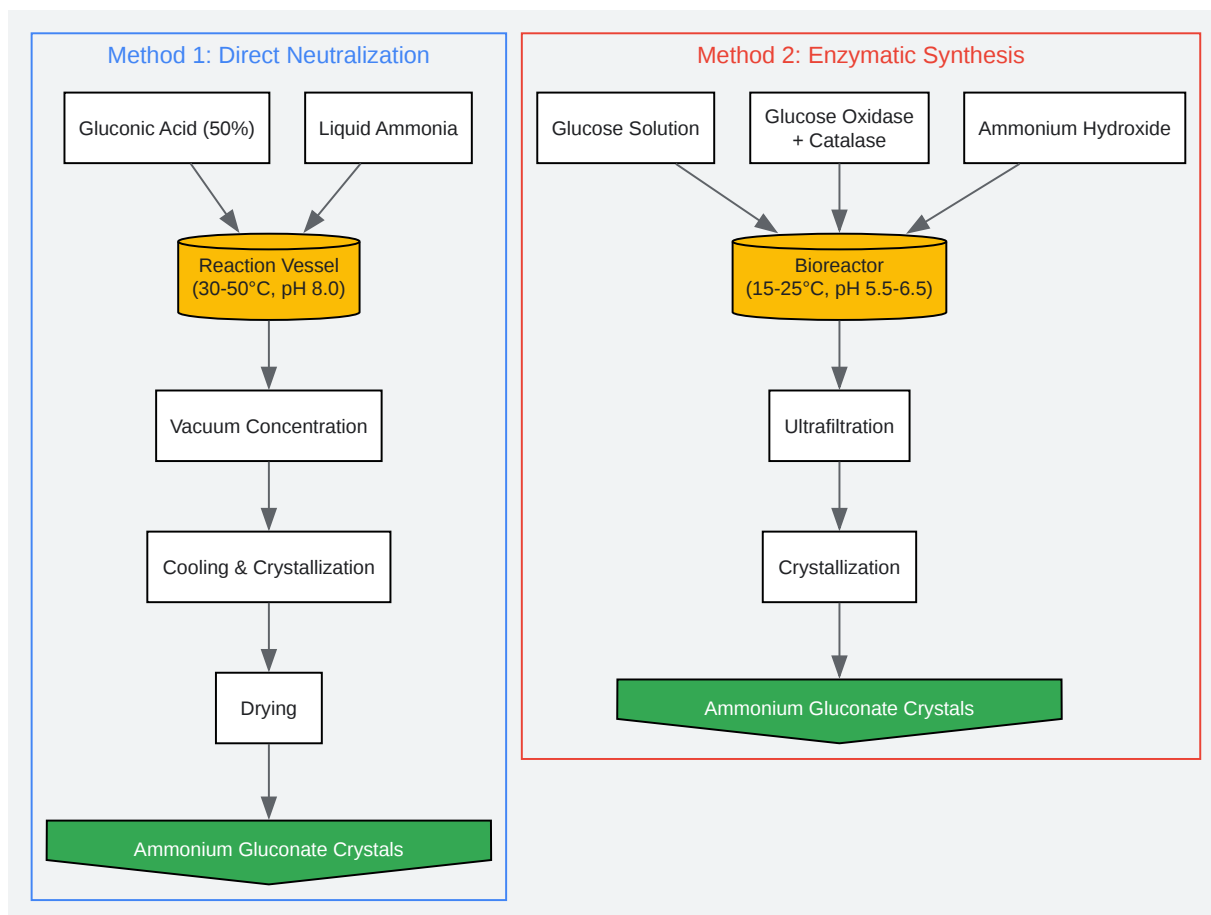 Method 1: Direct Neutralization
Gluconic Acid (50%)
Liquid Ammonia
Reaction Vessel
(30-50°C, pH 8.0)
Vacuum Concentration
Cooling & Crystallization
Drying
Ammonium Gluconate Crystals
Method 2: Enzymatic Synthesis
Glucose Solution
Glucose Oxidase
+ Catalase
Ammonium Hydroxide
Bioreactor
(15-25°C, pH 5.5-6.5)
Ultrafiltration
Crystallization
Ammonium Gluconate Crystals